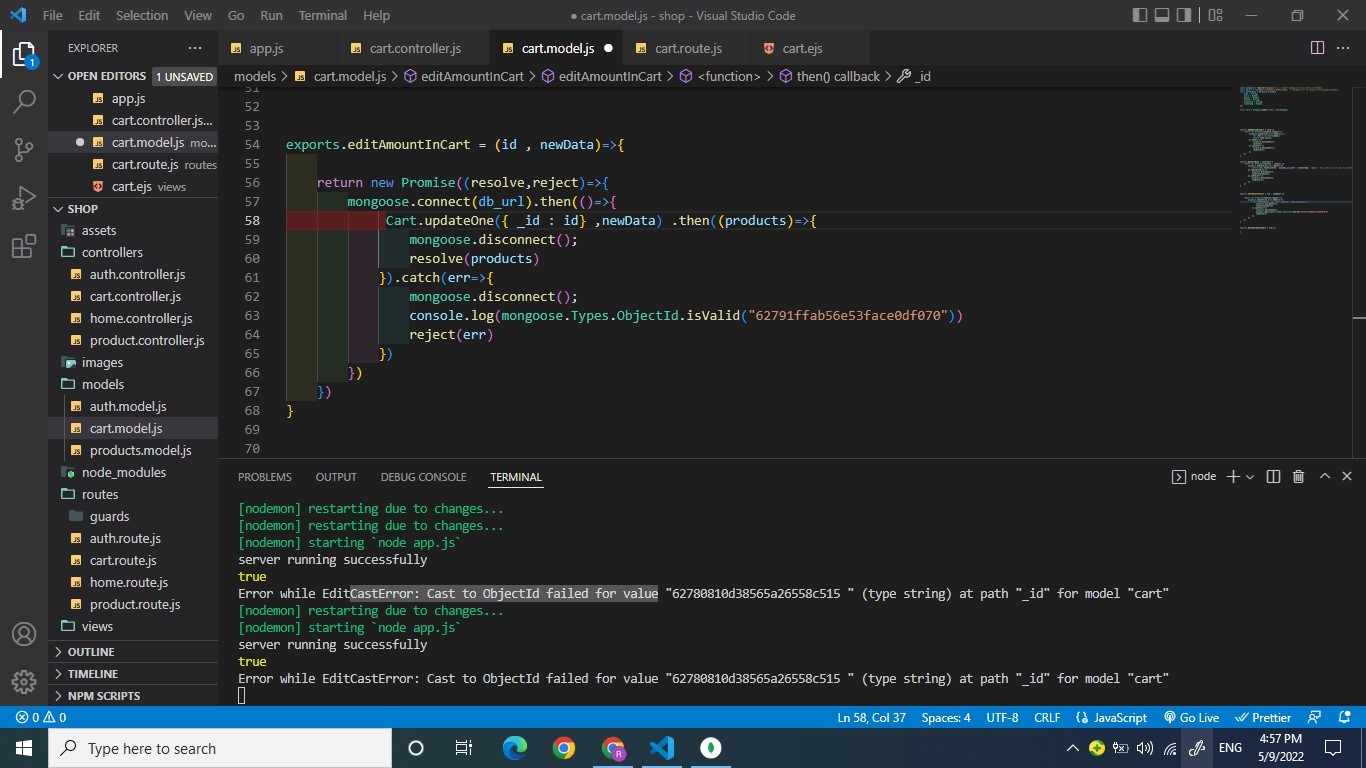 File Edit Selection View Go Run Terminal Help
● cart.model.js - shop - Visual Studio Code
EXPLORER
app.js
cart.controller.js
cart.model.js
cart.route.js
cart.ejs
OPEN EDITORS 1 UNSAVED
app.js
cart.controller.js...
cart.model.js mo...
cart.route.js routes
cart.ejs views
SHOP
assets
controllers
auth.controller.js
cart.controller.js
home.controller.js
product.controller.js
images
models
auth.model.js
cart.model.js
products.model.js
node_modules
routes
guards
auth.route.js
cart.route.js
home.route.js
product.route.js
views
OUTLINE
TIMELINE
NPM SCRIPTS
1
models > cart.model.js > editAmountInCart > editAmountInCart > <function> > then() callback > _id
51
52
53
54 exports.editAmountInCart = (id , newData)=>{
55
56 return new Promise((resolve,reject)=>{
57 mongoose.connect(db_url).then(()=>{
58 Cart.updateOne({ _id : id} ,newData) .then((products)=>{
59 mongoose.disconnect();
60 resolve(products)
61 }).catch(err=>{
62 mongoose.disconnect();
63 console.log(mongoose.Types.ObjectId.isValid("62791ffab56e53face0df070"))
64 reject(err)
65 })
66 })
67 })
68 }
69
70
PROBLEMS OUTPUT DEBUG CONSOLE TERMINAL
node
[nodemon] restarting due to changes...
[nodemon] restarting due to changes...
[nodemon] starting `node app.js`
server running successfully
true
Error while EditCastError: Cast to ObjectId failed for value "62780810d38565a26558c515 " (type string) at path "_id" for model "cart"
[nodemon] restarting due to changes...
[nodemon] starting `node app.js`
server running successfully
true
Error while EditCastError: Cast to ObjectId failed for value "62780810d38565a26558c515 " (type string) at path "_id" for model "cart"
0 0
Ln 58, Col 37 Spaces: 4 UTF-8 CRLF JavaScript Go Live Prettier
Type here to search
R
ENG
4:57 PM
5/9/2022